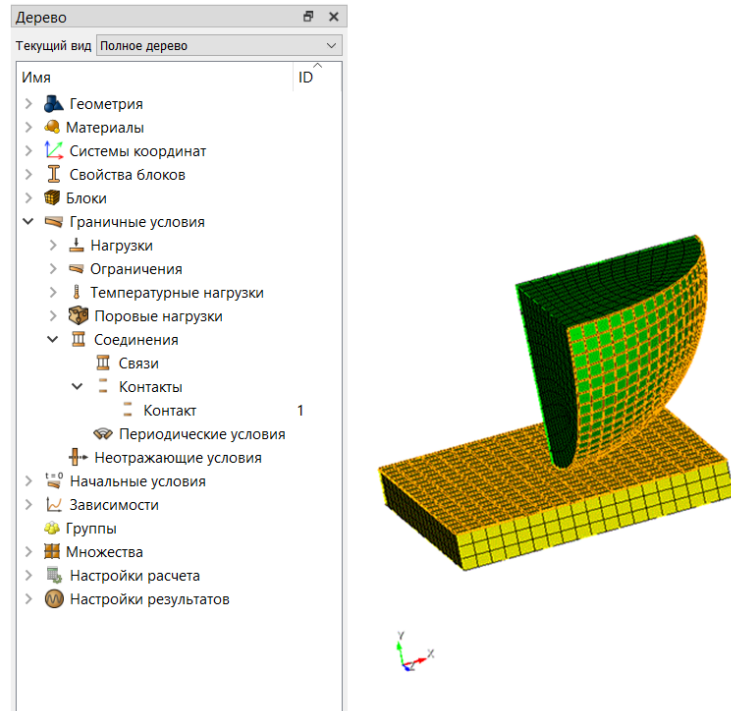 Дерево
Текущий вид Полное дерево
Имя ID
Геометрия
Материалы
Системы координат
Свойства блоков
Блоки
Граничные условия
Нагрузки
Ограничения
Температурные нагрузки
Поровые нагрузки
Соединения
Связи
Контакты
Контакт 1
Периодические условия
Неотражающие условия
t=0 Начальные условия
Зависимости
Группы
Множества
Настройки расчета
Настройки результатов
Y
X
Z